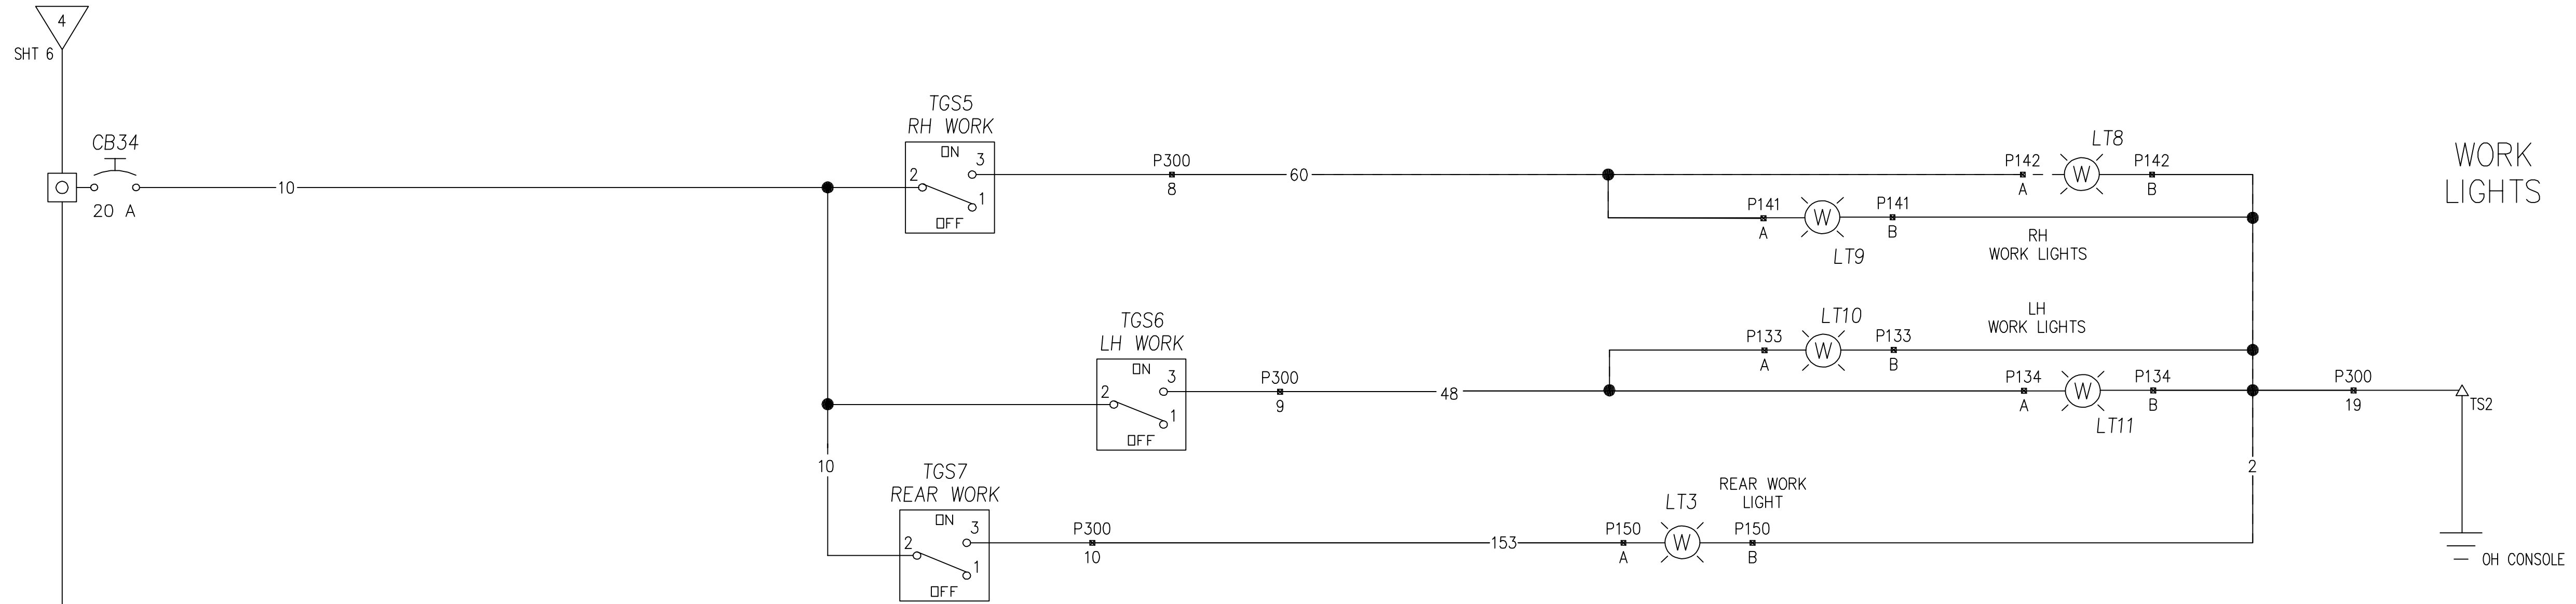 4
SHT 6
CB34
20 A
10
TGS5
RH WORK
ON
3
2
1
OFF
P300
8
60
P142
A
LT8
W
P142
B
P141
A
W
LT9
P141
B
RH
WORK LIGHTS
WORK
LIGHTS
TGS6
LH WORK
ON
3
2
1
OFF
P300
9
48
P133
A
LT10
W
P133
B
LH
WORK LIGHTS
P134
A
W
LT11
P134
B
P300
19
TS2
10
2
TGS7
REAR WORK
ON
3
2
1
OFF
P300
10
153
P150
A
LT3
W
REAR WORK
LIGHT
P150
B
OH CONSOLE